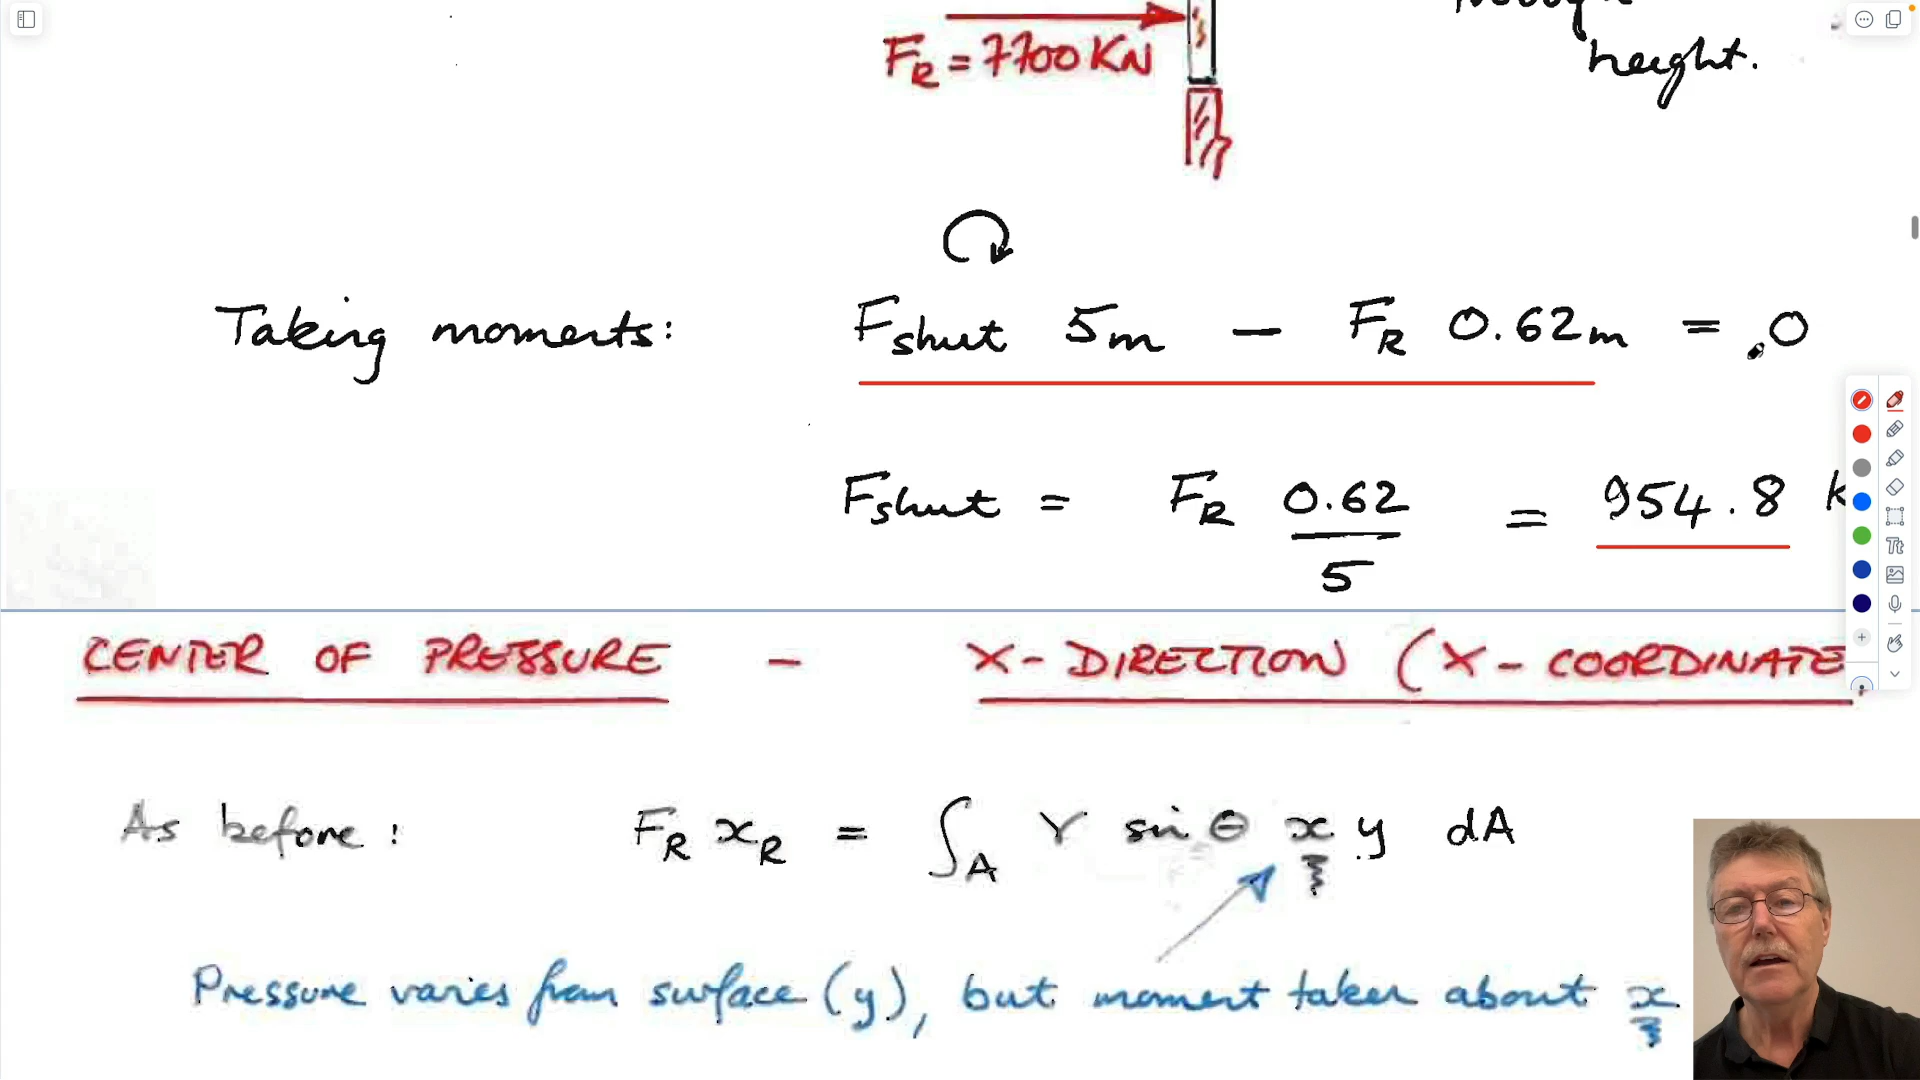 height.
F_R = 7700 KN
Taking moments: F_shut 5m – F_R 0.62m = 0
F_shut = F_R 0.62/5 = 954.8 k
CENTER OF PRESSURE – X-DIRECTION (X-COORDINATE
As before: F_R x_R = ∫_A γ sin θ x y dA
Pressure varies from surface (y), but moment taken about x
Tt